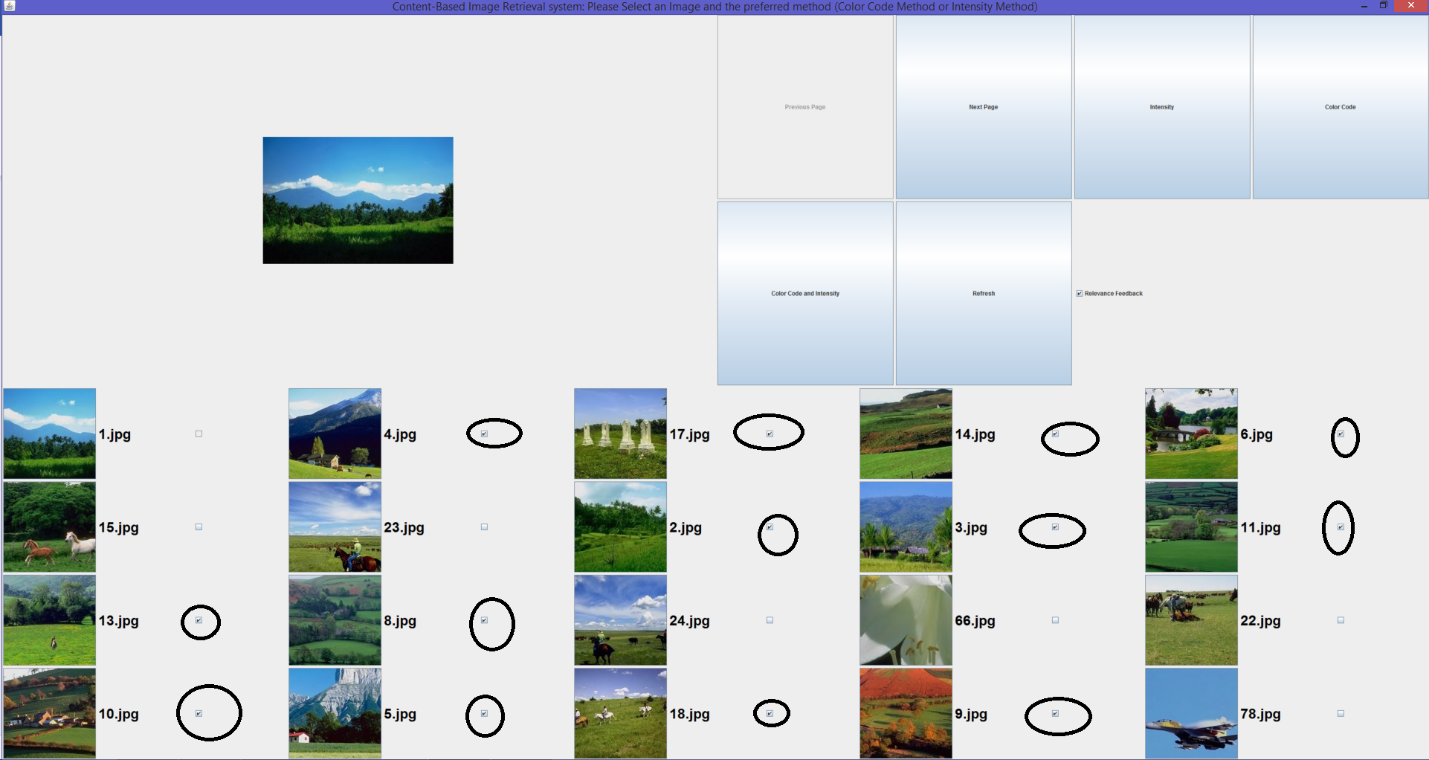 Content-Based Image Retrieval system: Please Select an Image and the preferred method (Color Code Method or Intensity Method)
Previous Page
Next Page
Intensity
Color Code
Color Code and Intensity
Refresh
Relevance Feedback
1.jpg
4.jpg
17.jpg
14.jpg
6.jpg
15.jpg
23.jpg
2.jpg
3.jpg
11.jpg
13.jpg
8.jpg
24.jpg
66.jpg
22.jpg
10.jpg
5.jpg
18.jpg
9.jpg
78.jpg